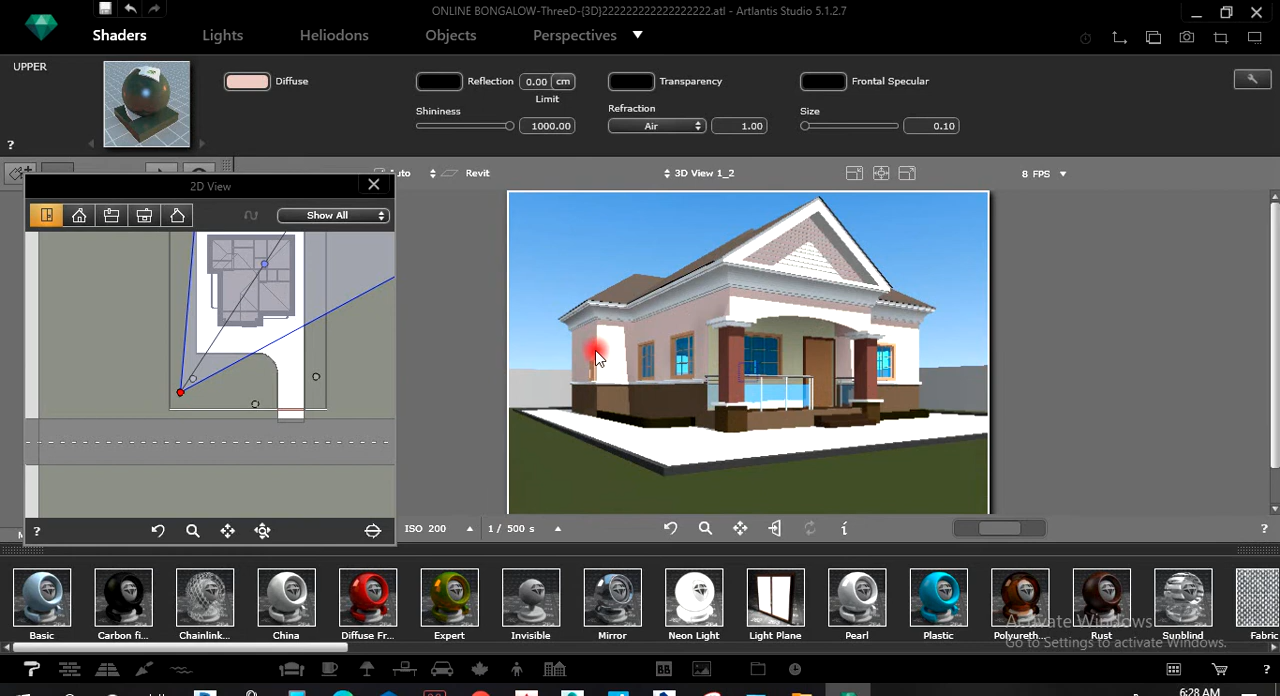 ONLINE BONGALOW-ThreeD-{3D}222222222222222222.atl - Artlantis Studio 5.1.2.7
Shaders Lights Heliodons Objects Perspectives
UPPER
Diffuse
Reflection 0.00 cm
Limit
Shininess
1000.00
Transparency
Refraction
Air 1.00
Frontal Specular
Size
0.10
?
2D View
Revit
3D View 1_2
8 FPS
Show All
?
ISO 200
1 / 500 s
i
?
Basic Carbon fi... Chainlink... China Diffuse Fr... Expert Invisible Mirror Neon Light Light Plane Pearl Plastic Polyureth... Rust Sunblind Fabric
Activate Windows
Go to Settings to activate Windows.
BB
?
6:28 AM